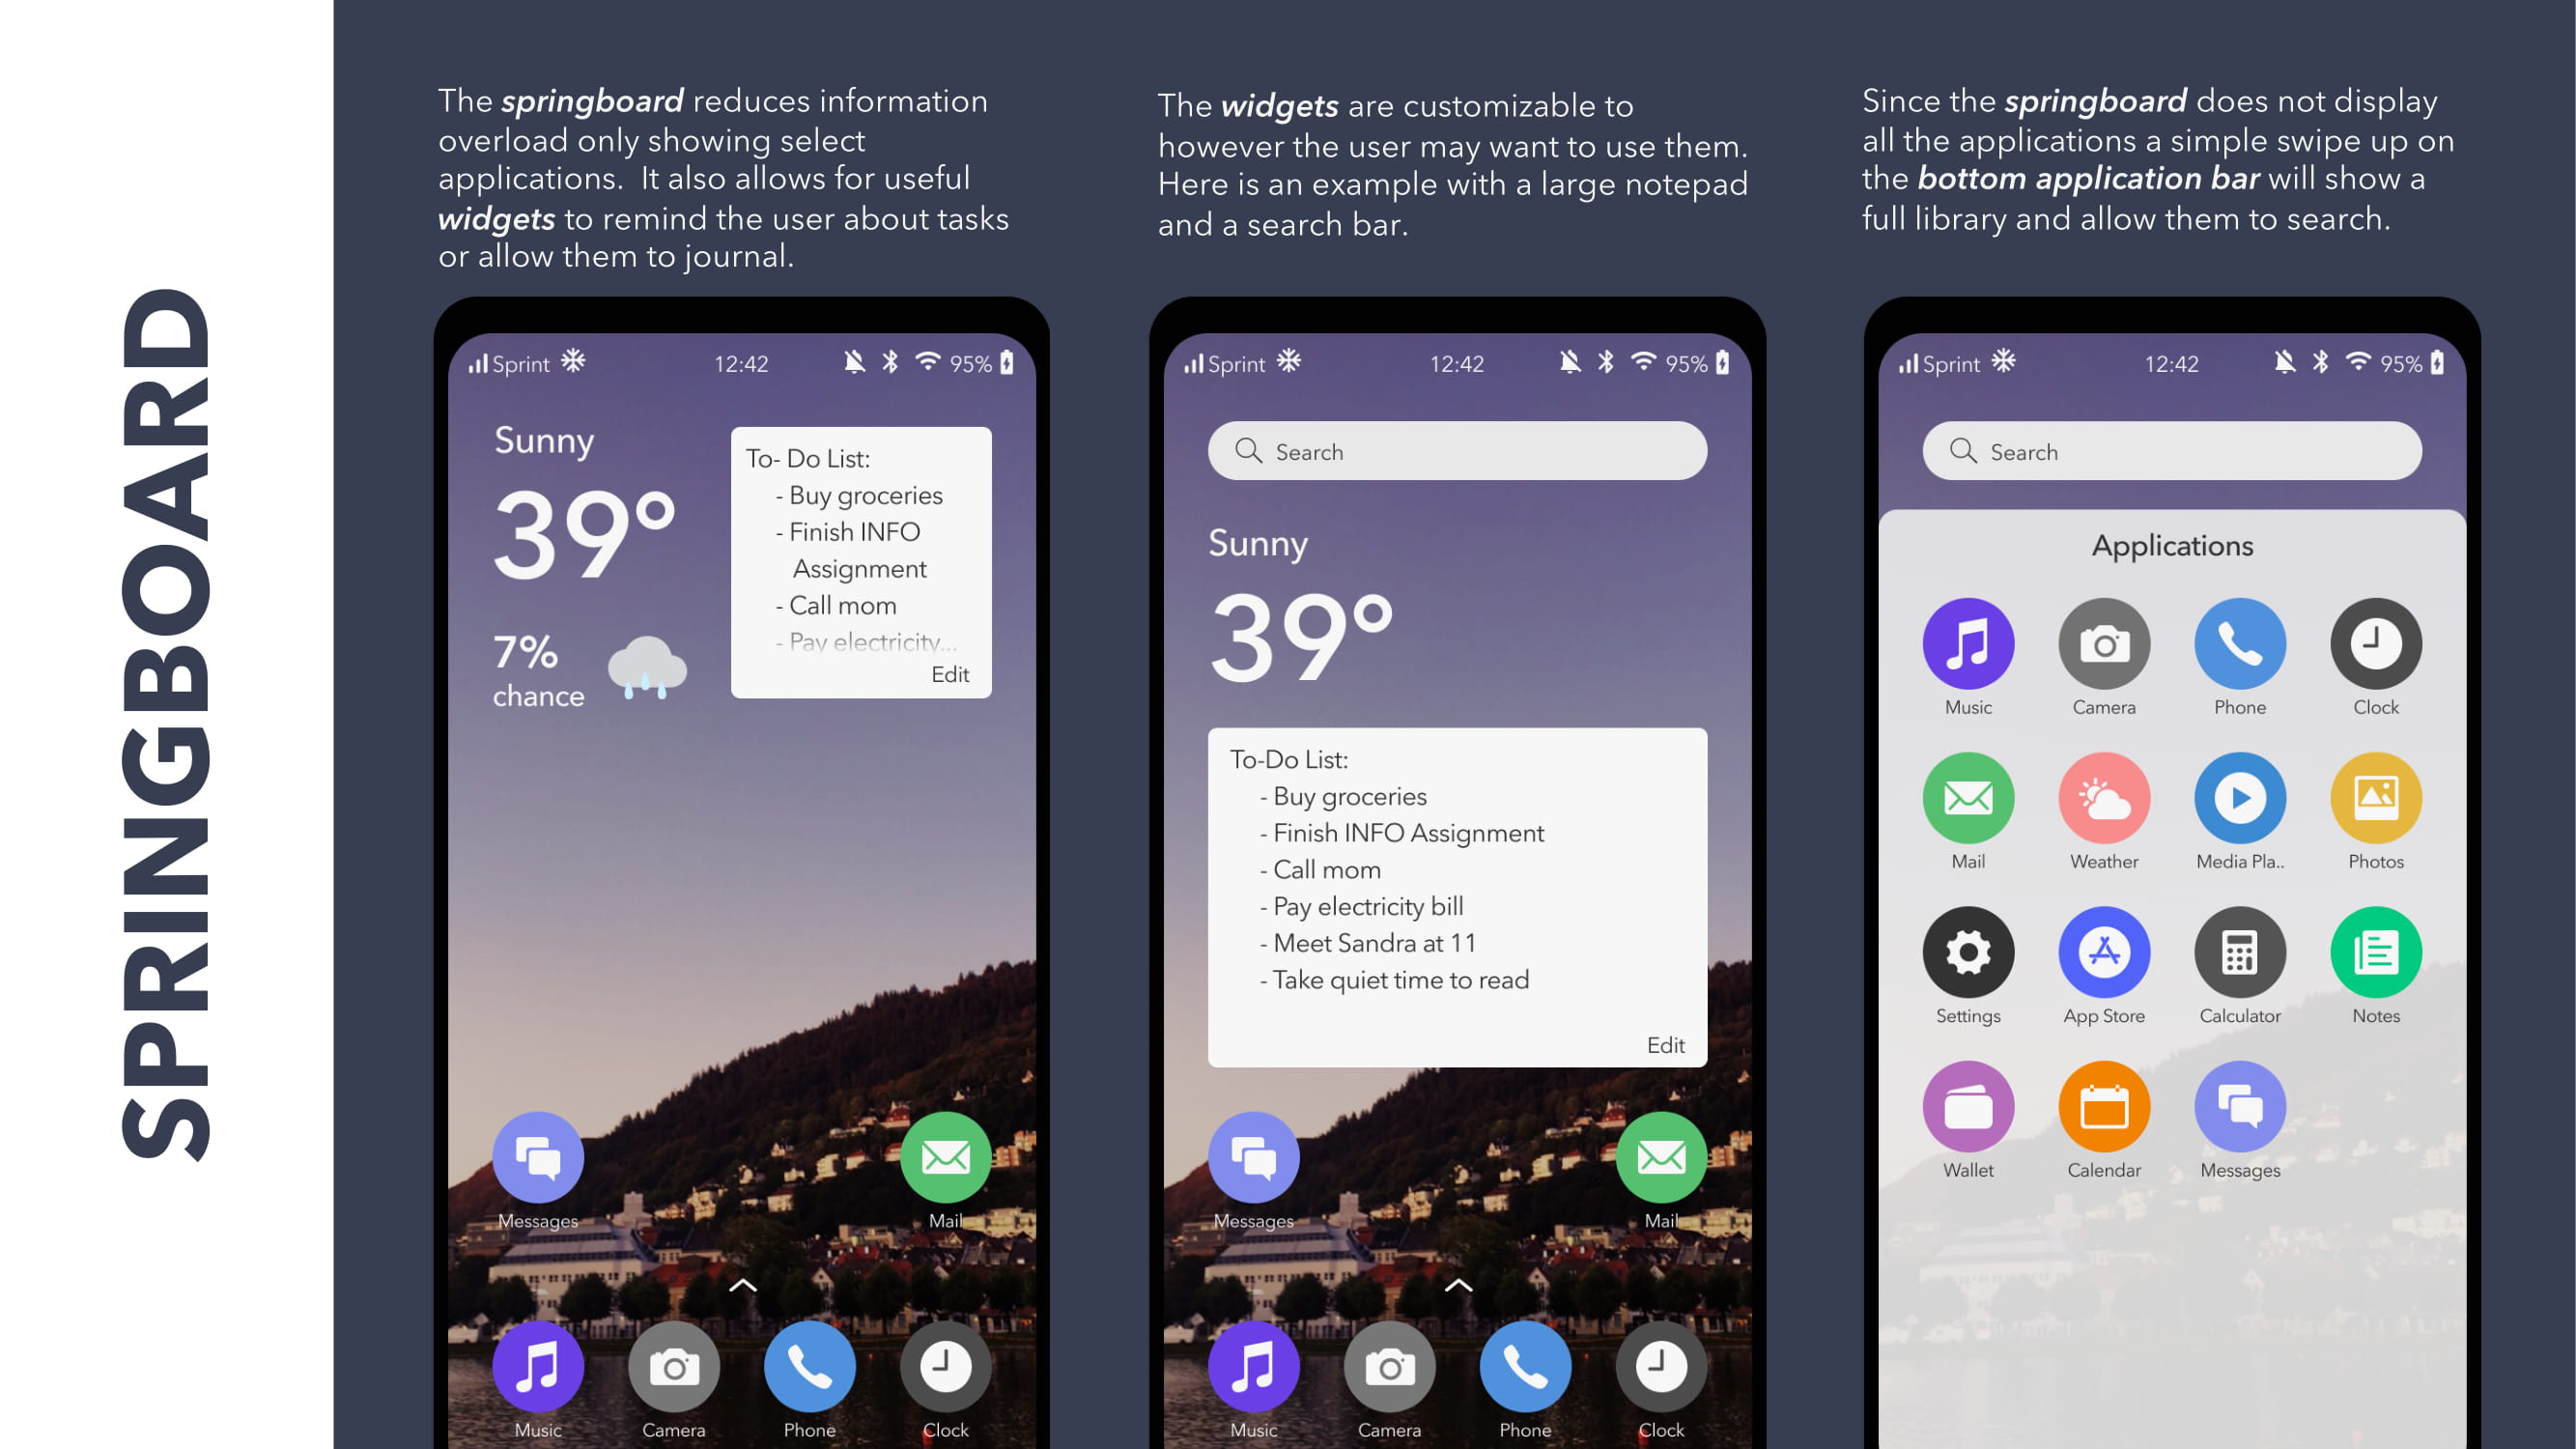 SPRINGBOARD
The springboard reduces information
overload only showing select
applications.  It also allows for useful
widgets to remind the user about tasks
or allow them to journal.
Sprint 12:42 95%
Sunny
39°
7%
chance
To- Do List:
- Buy groceries
- Finish INFO
Assignment
- Call mom
- Pay electricity...
Edit
Messages Mail
Music Camera Phone Clock
The widgets are customizable to
however the user may want to use them.
Here is an example with a large notepad
and a search bar.
Sprint 12:42 95%
Search
Sunny
39°
To-Do List:
- Buy groceries
- Finish INFO Assignment
- Call mom
- Pay electricity bill
- Meet Sandra at 11
- Take quiet time to read
Edit
Messages Mail
Music Camera Phone Clock
Since the springboard does not display
all the applications a simple swipe up on
the bottom application bar will show a
full library and allow them to search.
Sprint 12:42 95%
Search
Applications
Music Camera Phone Clock
Mail Weather Media Pla.. Photos
Settings App Store Calculator Notes
Wallet Calendar Messages